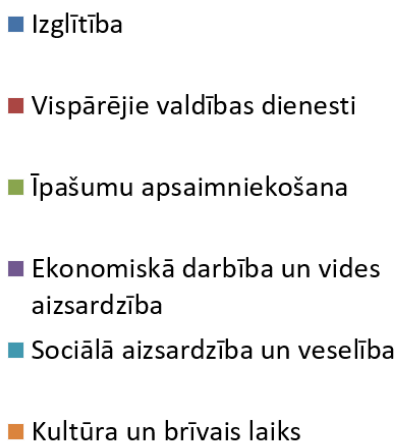 Izglītība
Vispārējie valdības dienesti
Īpašumu apsaimniekošana
Ekonomiskā darbība un vides
aizsardzība
Sociālā aizsardzība un veselība
Kultūra un brīvais laiks